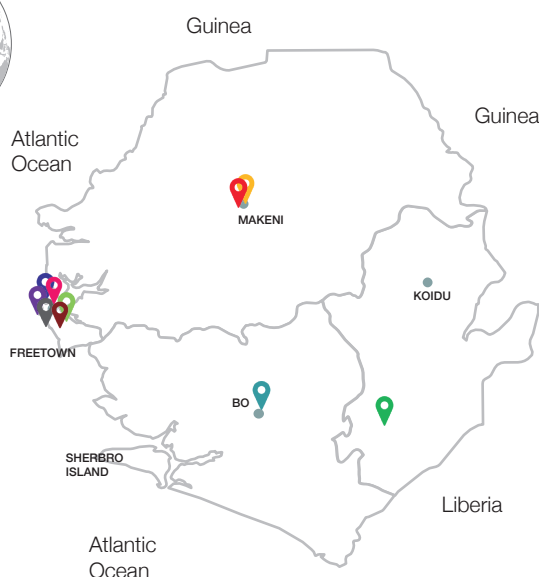 Guinea
Guinea
Atlantic
Ocean
MAKENI
KOIDU
FREETOWN
BO
SHERBRO
ISLAND
Liberia
Atlantic
Ocean